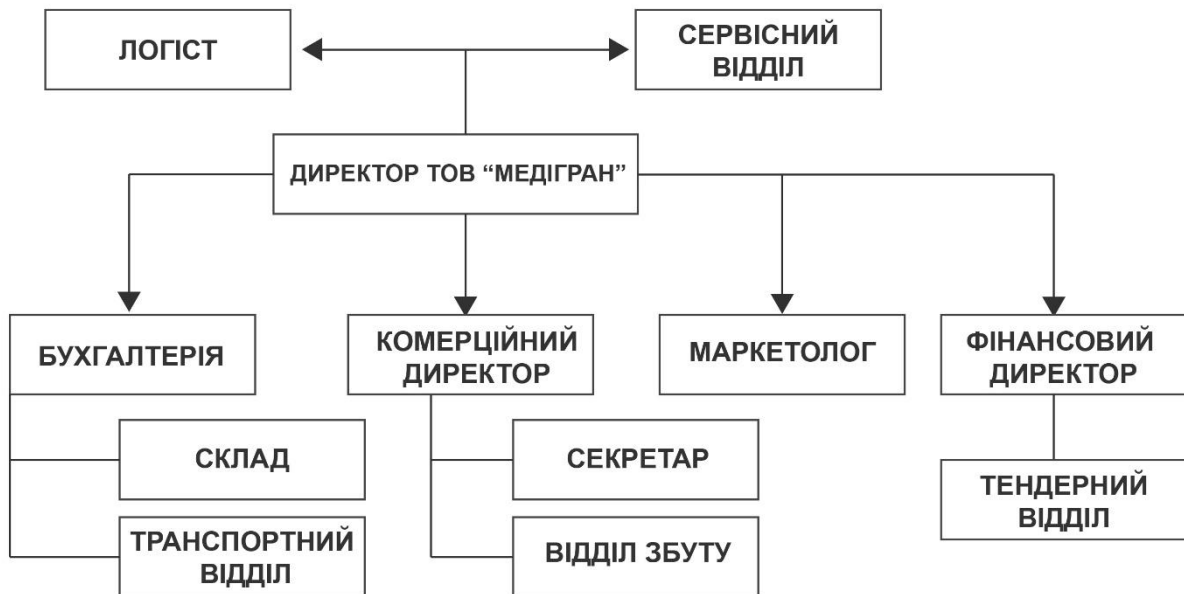 ЛОГІСТ
СЕРВІСНИЙ
ВІДДІЛ
ДИРЕКТОР ТОВ “МЕДІГРАН”
БУХГАЛТЕРІЯ
КОМЕРЦІЙНИЙ
ДИРЕКТОР
МАРКЕТОЛОГ
ФІНАНСОВИЙ
ДИРЕКТОР
СКЛАД
СЕКРЕТАР
ТЕНДЕРНИЙ
ВІДДІЛ
ТРАНСПОРТНИЙ
ВІДДІЛ
ВІДДІЛ ЗБУТУ